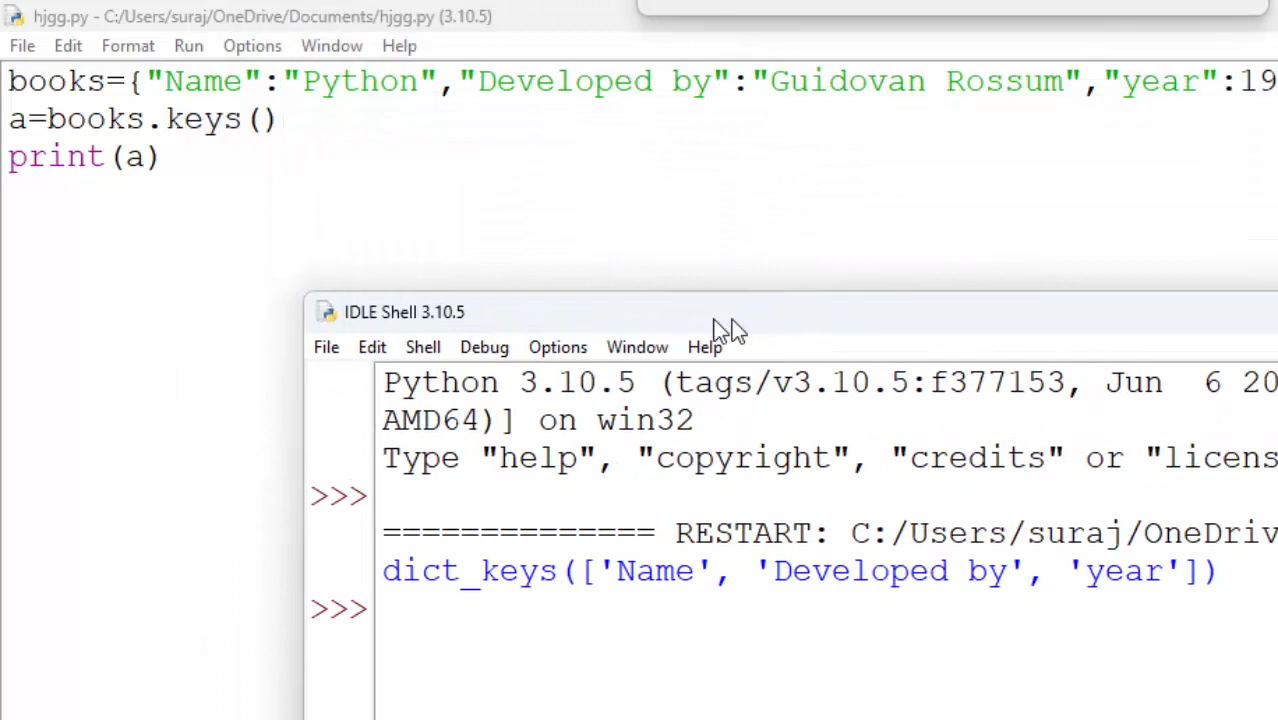 hjgg.py - C:/Users/suraj/OneDrive/Documents/hjgg.py (3.10.5)
File Edit Format Run Options Window Help
books={"Name":"Python","Developed by":"Guidovan Rossum","year":19
a=books.keys()
print(a)
IDLE Shell 3.10.5
File Edit Shell Debug Options Window Help
Python 3.10.5 (tags/v3.10.5:f377153, Jun  6 20
AMD64)] on win32
Type "help", "copyright", "credits" or "licens
>>>
============== RESTART: C:/Users/suraj/OneDriv
dict_keys(['Name', 'Developed by', 'year'])
>>>